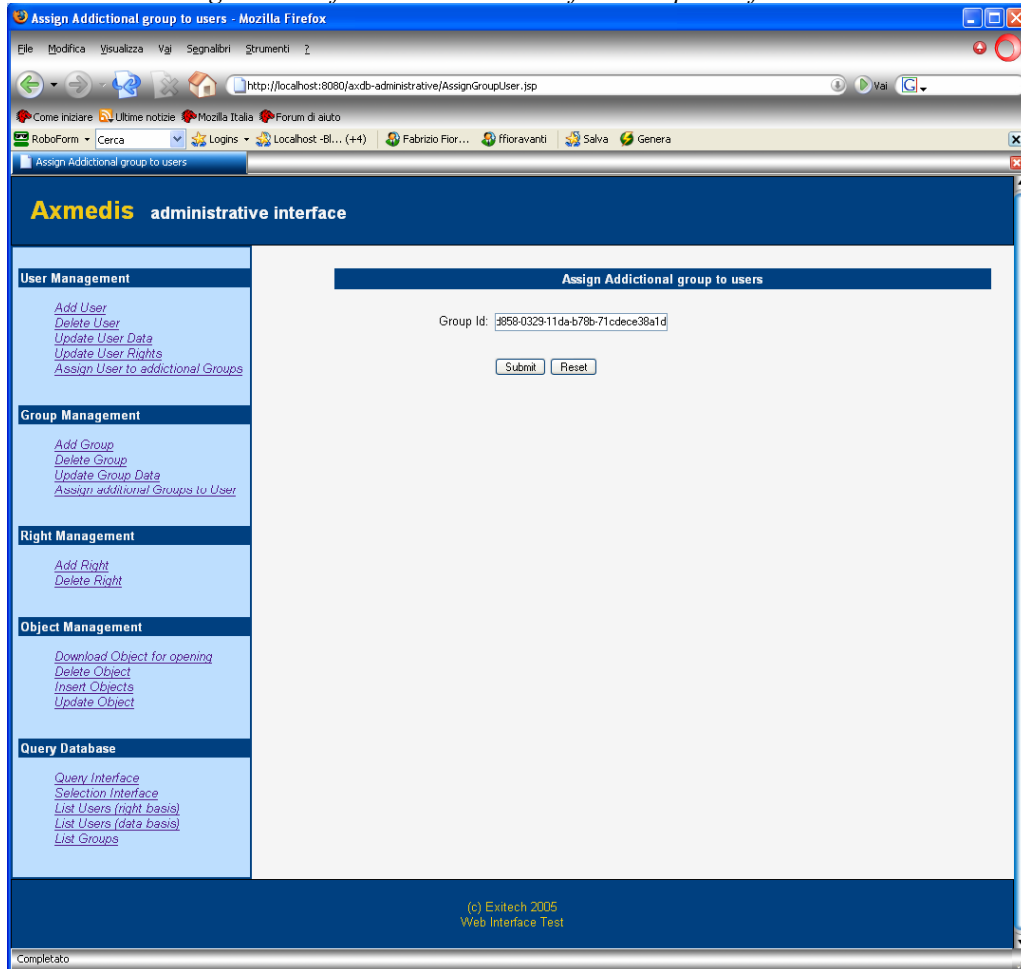 Assign Addictional group to users - Mozilla Firefox
File Modifica Visualizza Vai Segnalibri Strumenti ?
http://localhost:8080/axdb-administrative/AssignGroupUser.jsp Vai G
Come iniziare Ultime notizie Mozilla Italia Forum di aiuto
RoboForm Cerca Logins Localhost -Bl... (+4) Fabrizio Fior... ffioravanti Salva Genera
Assign Addictional group to users
Axmedis administrative interface
User Management
Add User
Delete User
Update User Data
Update User Rights
Assign User to addictional Groups
Group Management
Add Group
Delete Group
Update Group Data
Assign additional Groups to User
Right Management
Add Right
Delete Right
Object Management
Download Object for opening
Delete Object
Insert Objects
Update Object
Query Database
Query Interface
Selection Interface
List Users (right basis)
List Users (data basis)
List Groups
Assign Addictional group to users
Group Id: d858-0329-11da-b78b-71cdece38a1d
Submit Reset
(c) Exitech 2005
Web Interface Test
Completato